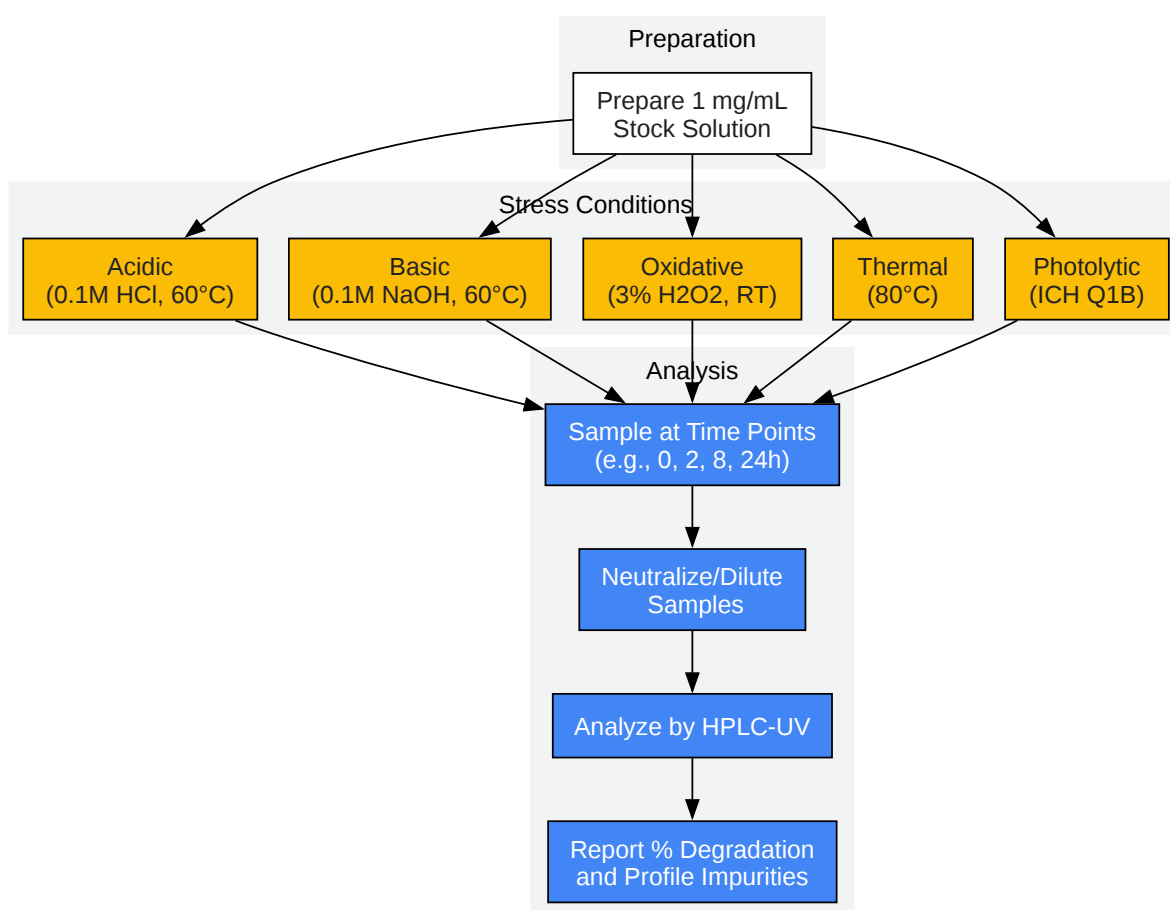 Preparation
Prepare 1 mg/mL
Stock Solution
Stress Conditions
Acidic
(0.1M HCl, 60°C)
Basic
(0.1M NaOH, 60°C)
Oxidative
(3% H2O2, RT)
Thermal
(80°C)
Photolytic
(ICH Q1B)
Analysis
Sample at Time Points
(e.g., 0, 2, 8, 24h)
Neutralize/Dilute
Samples
Analyze by HPLC-UV
Report % Degradation
and Profile Impurities